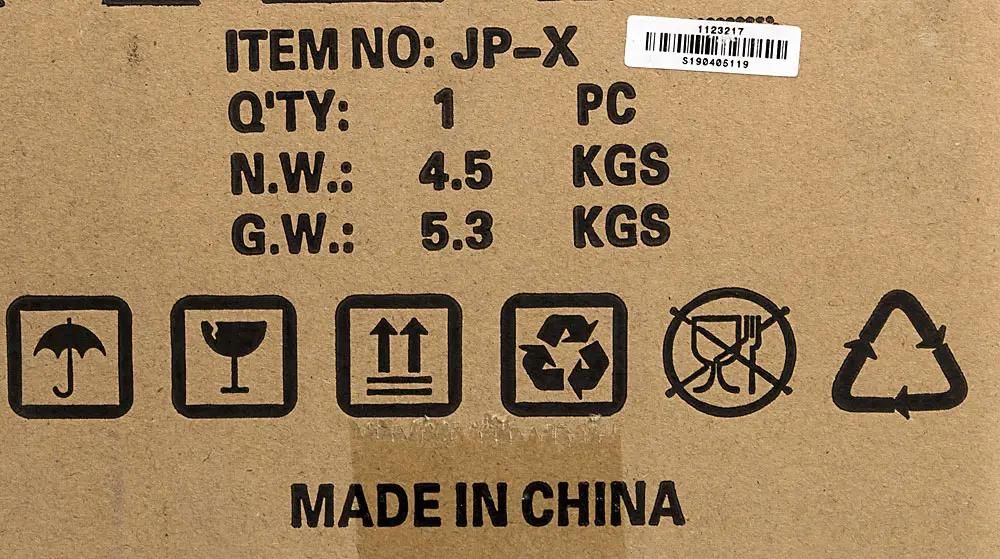 ITEM NO: JP-X
1123217
S190405119
Q'TY: 1 PC
N.W.: 4.5 KGS
G.W.: 5.3 KGS
MADE IN CHINA